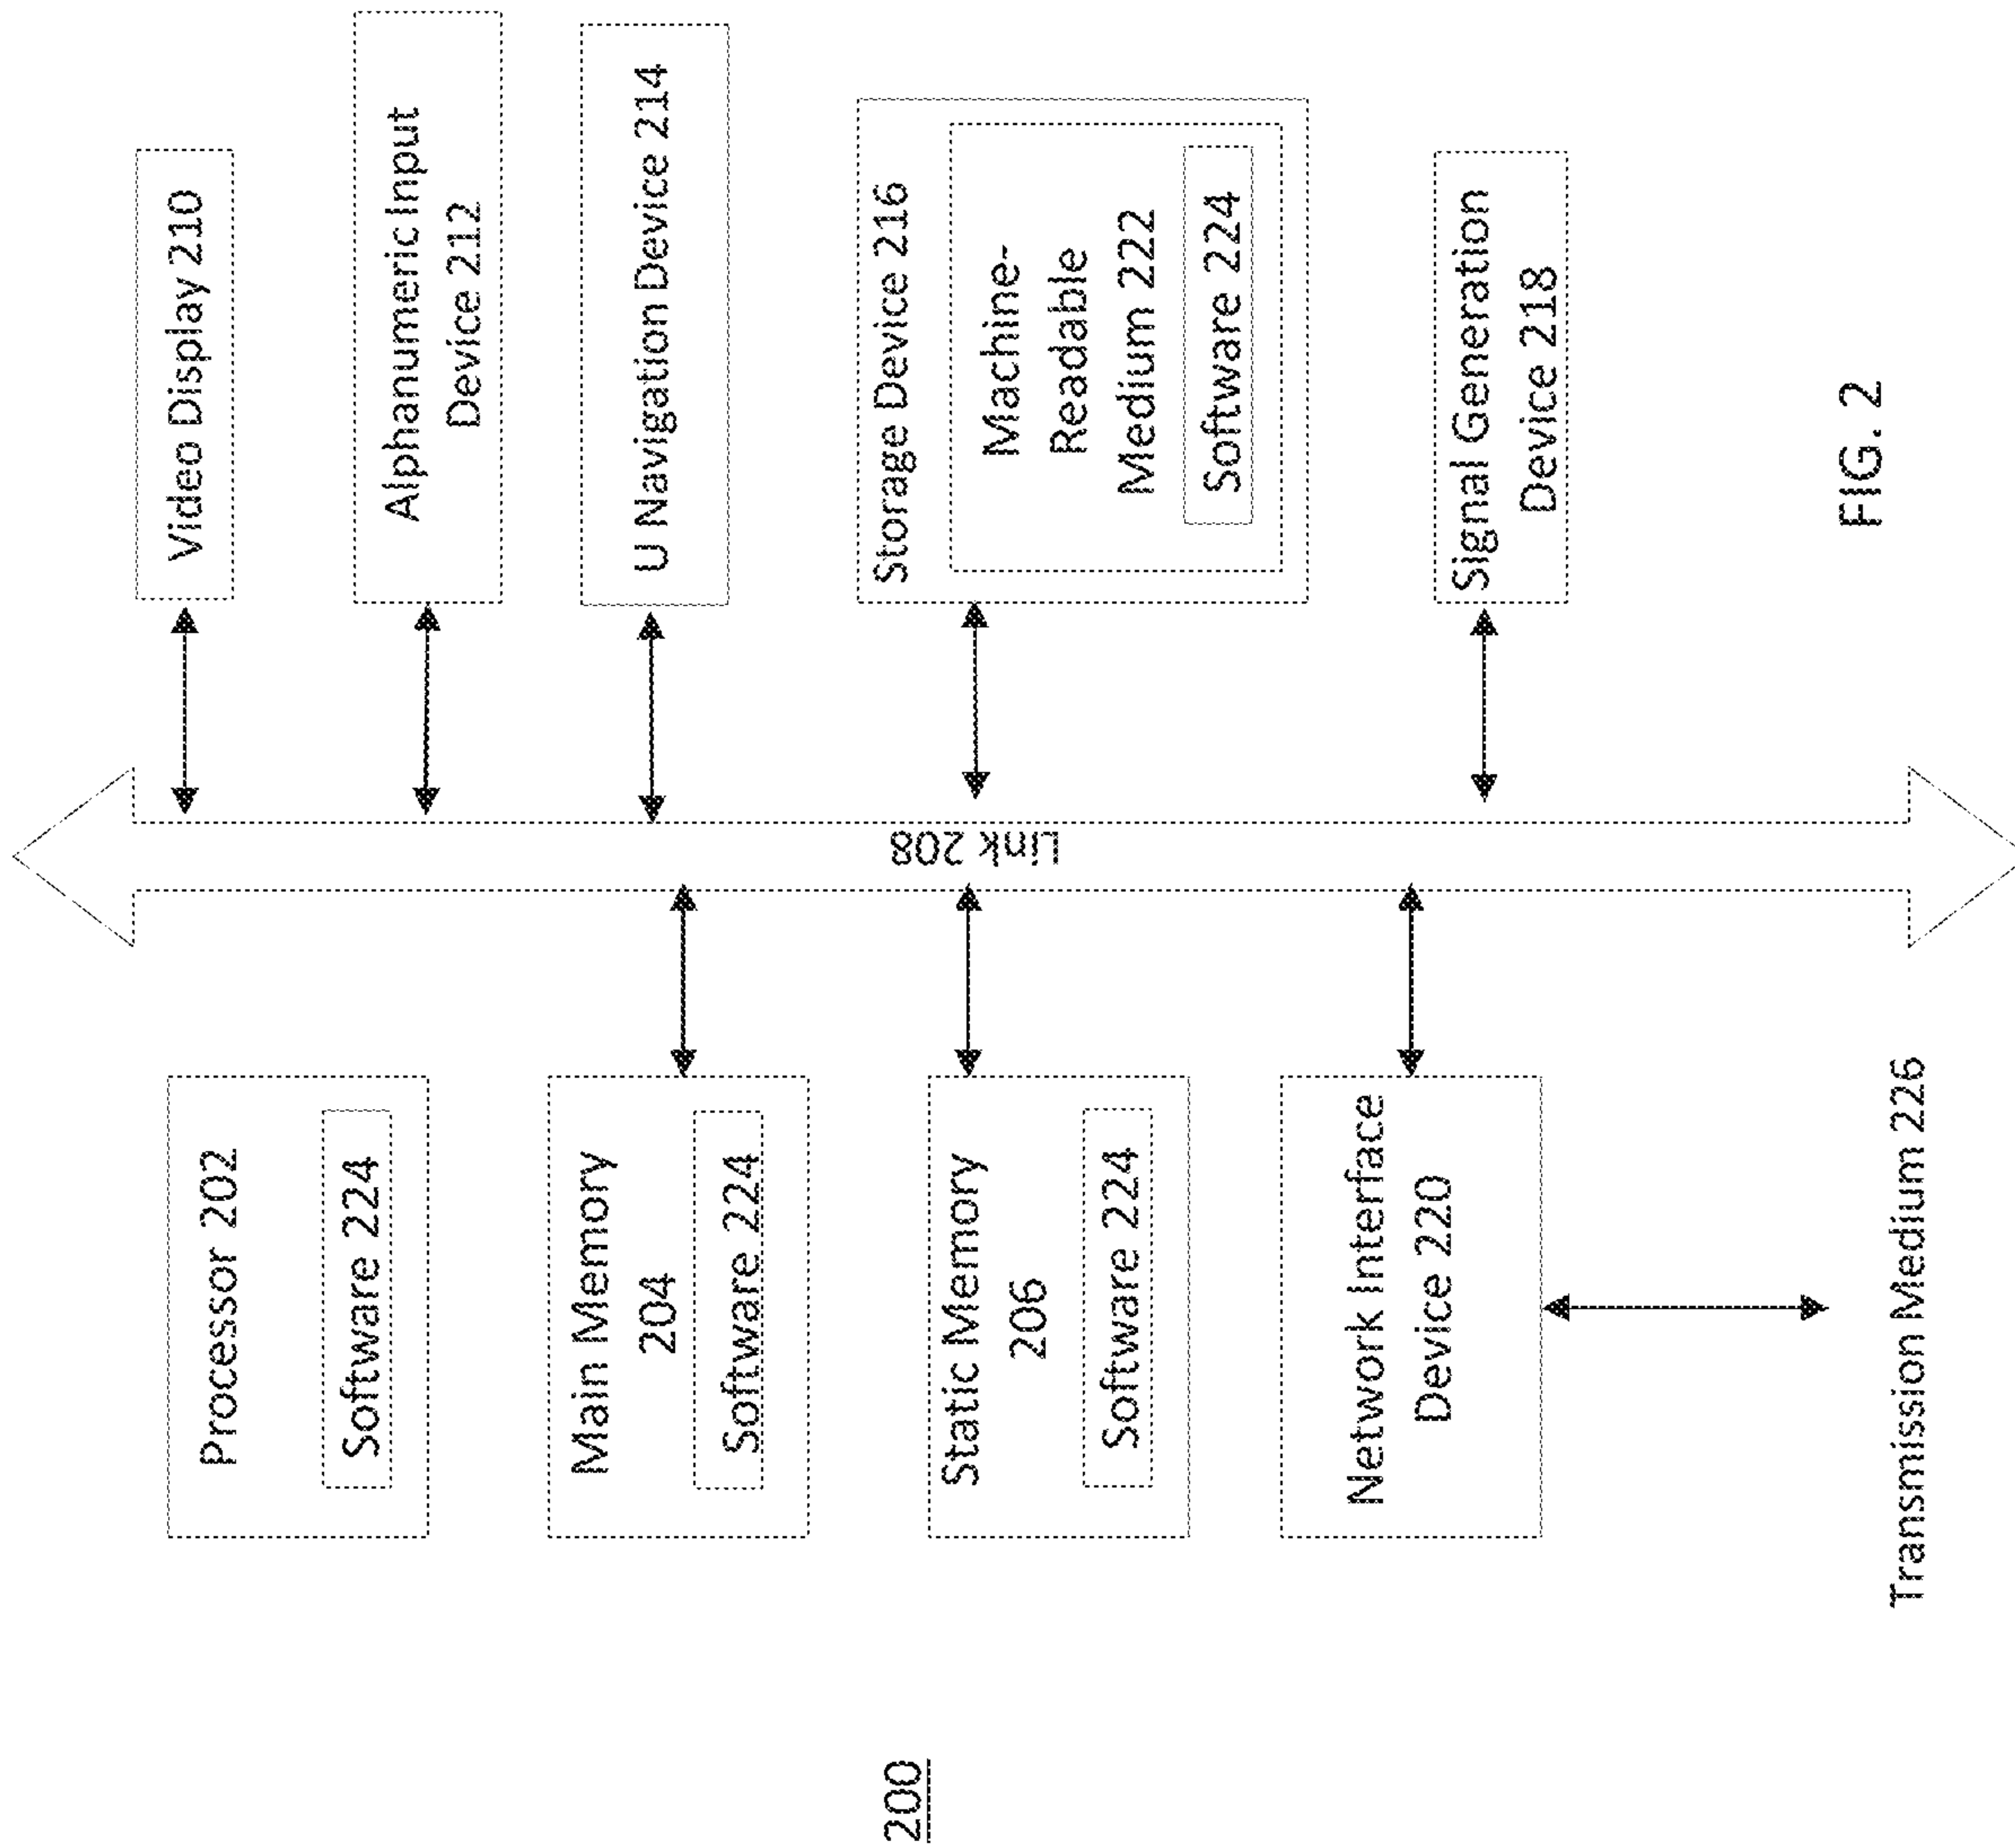 200
Processor 202
Software 224
Main Memory
204
Software 224
Static Memory
206
Software 224
Network Interface
Device 220
Transmission Medium 226
Link 208
Video Display 210
Alphanumeric Input
Device 212
U Navigation Device 214
Storage Device 216
Machine-
Readable
Medium 222
Software 224
Signal Generation
Device 218
FIG. 2